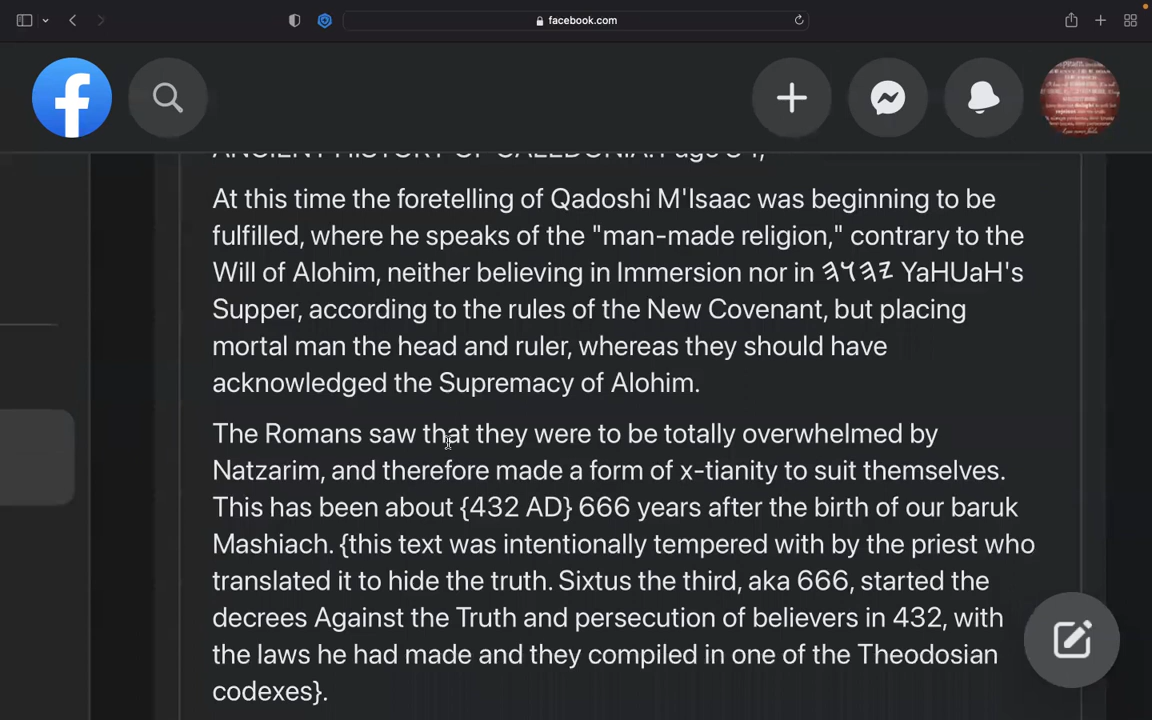 facebook.com
ANCIENT HISTORY OF CALEDONIA. Page 34,
At this time the foretelling of Qadoshi M'Isaac was beginning to be
fulfilled, where he speaks of the "man-made religion," contrary to the
Will of Alohim, neither believing in Immersion nor in 𐤉𐤄𐤅𐤄 YaHUaH's
Supper, according to the rules of the New Covenant, but placing
mortal man the head and ruler, whereas they should have
acknowledged the Supremacy of Alohim.
The Romans saw that they were to be totally overwhelmed by
Natzarim, and therefore made a form of x-tianity to suit themselves.
This has been about {432 AD} 666 years after the birth of our baruk
Mashiach. {this text was intentionally tempered with by the priest who
translated it to hide the truth. Sixtus the third, aka 666, started the
decrees Against the Truth and persecution of believers in 432, with
the laws he had made and they compiled in one of the Theodosian
codexes}.